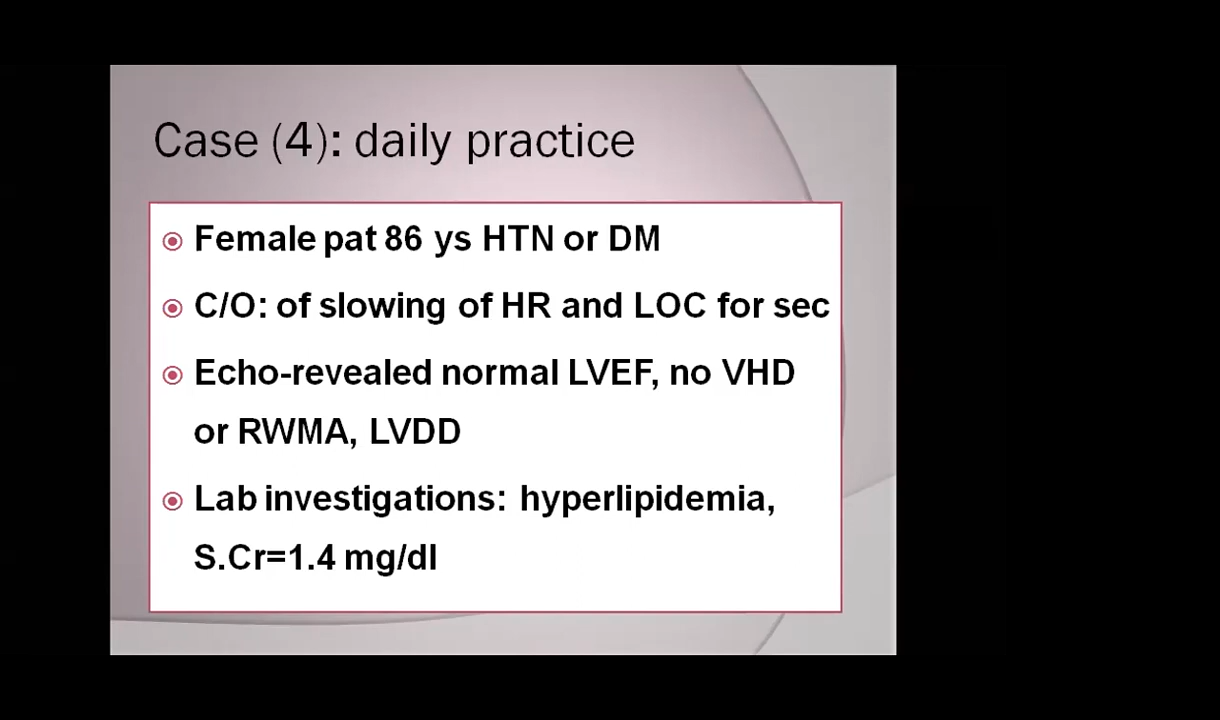 Case (4): daily practice
Female pat 86 ys HTN or DM
C/O: of slowing of HR and LOC for sec
Echo-revealed normal LVEF, no VHD
or RWMA, LVDD
Lab investigations: hyperlipidemia,
S.Cr=1.4 mg/dl